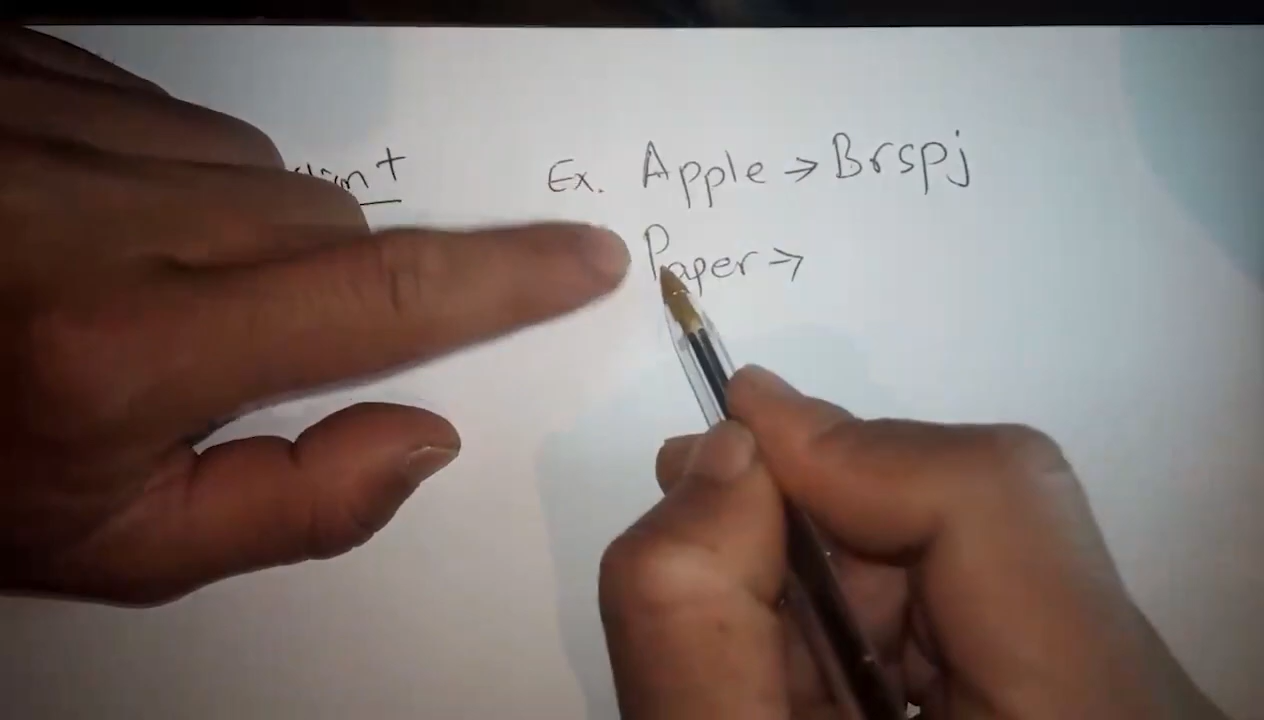 Ex. Apple → Brspj
Paper →